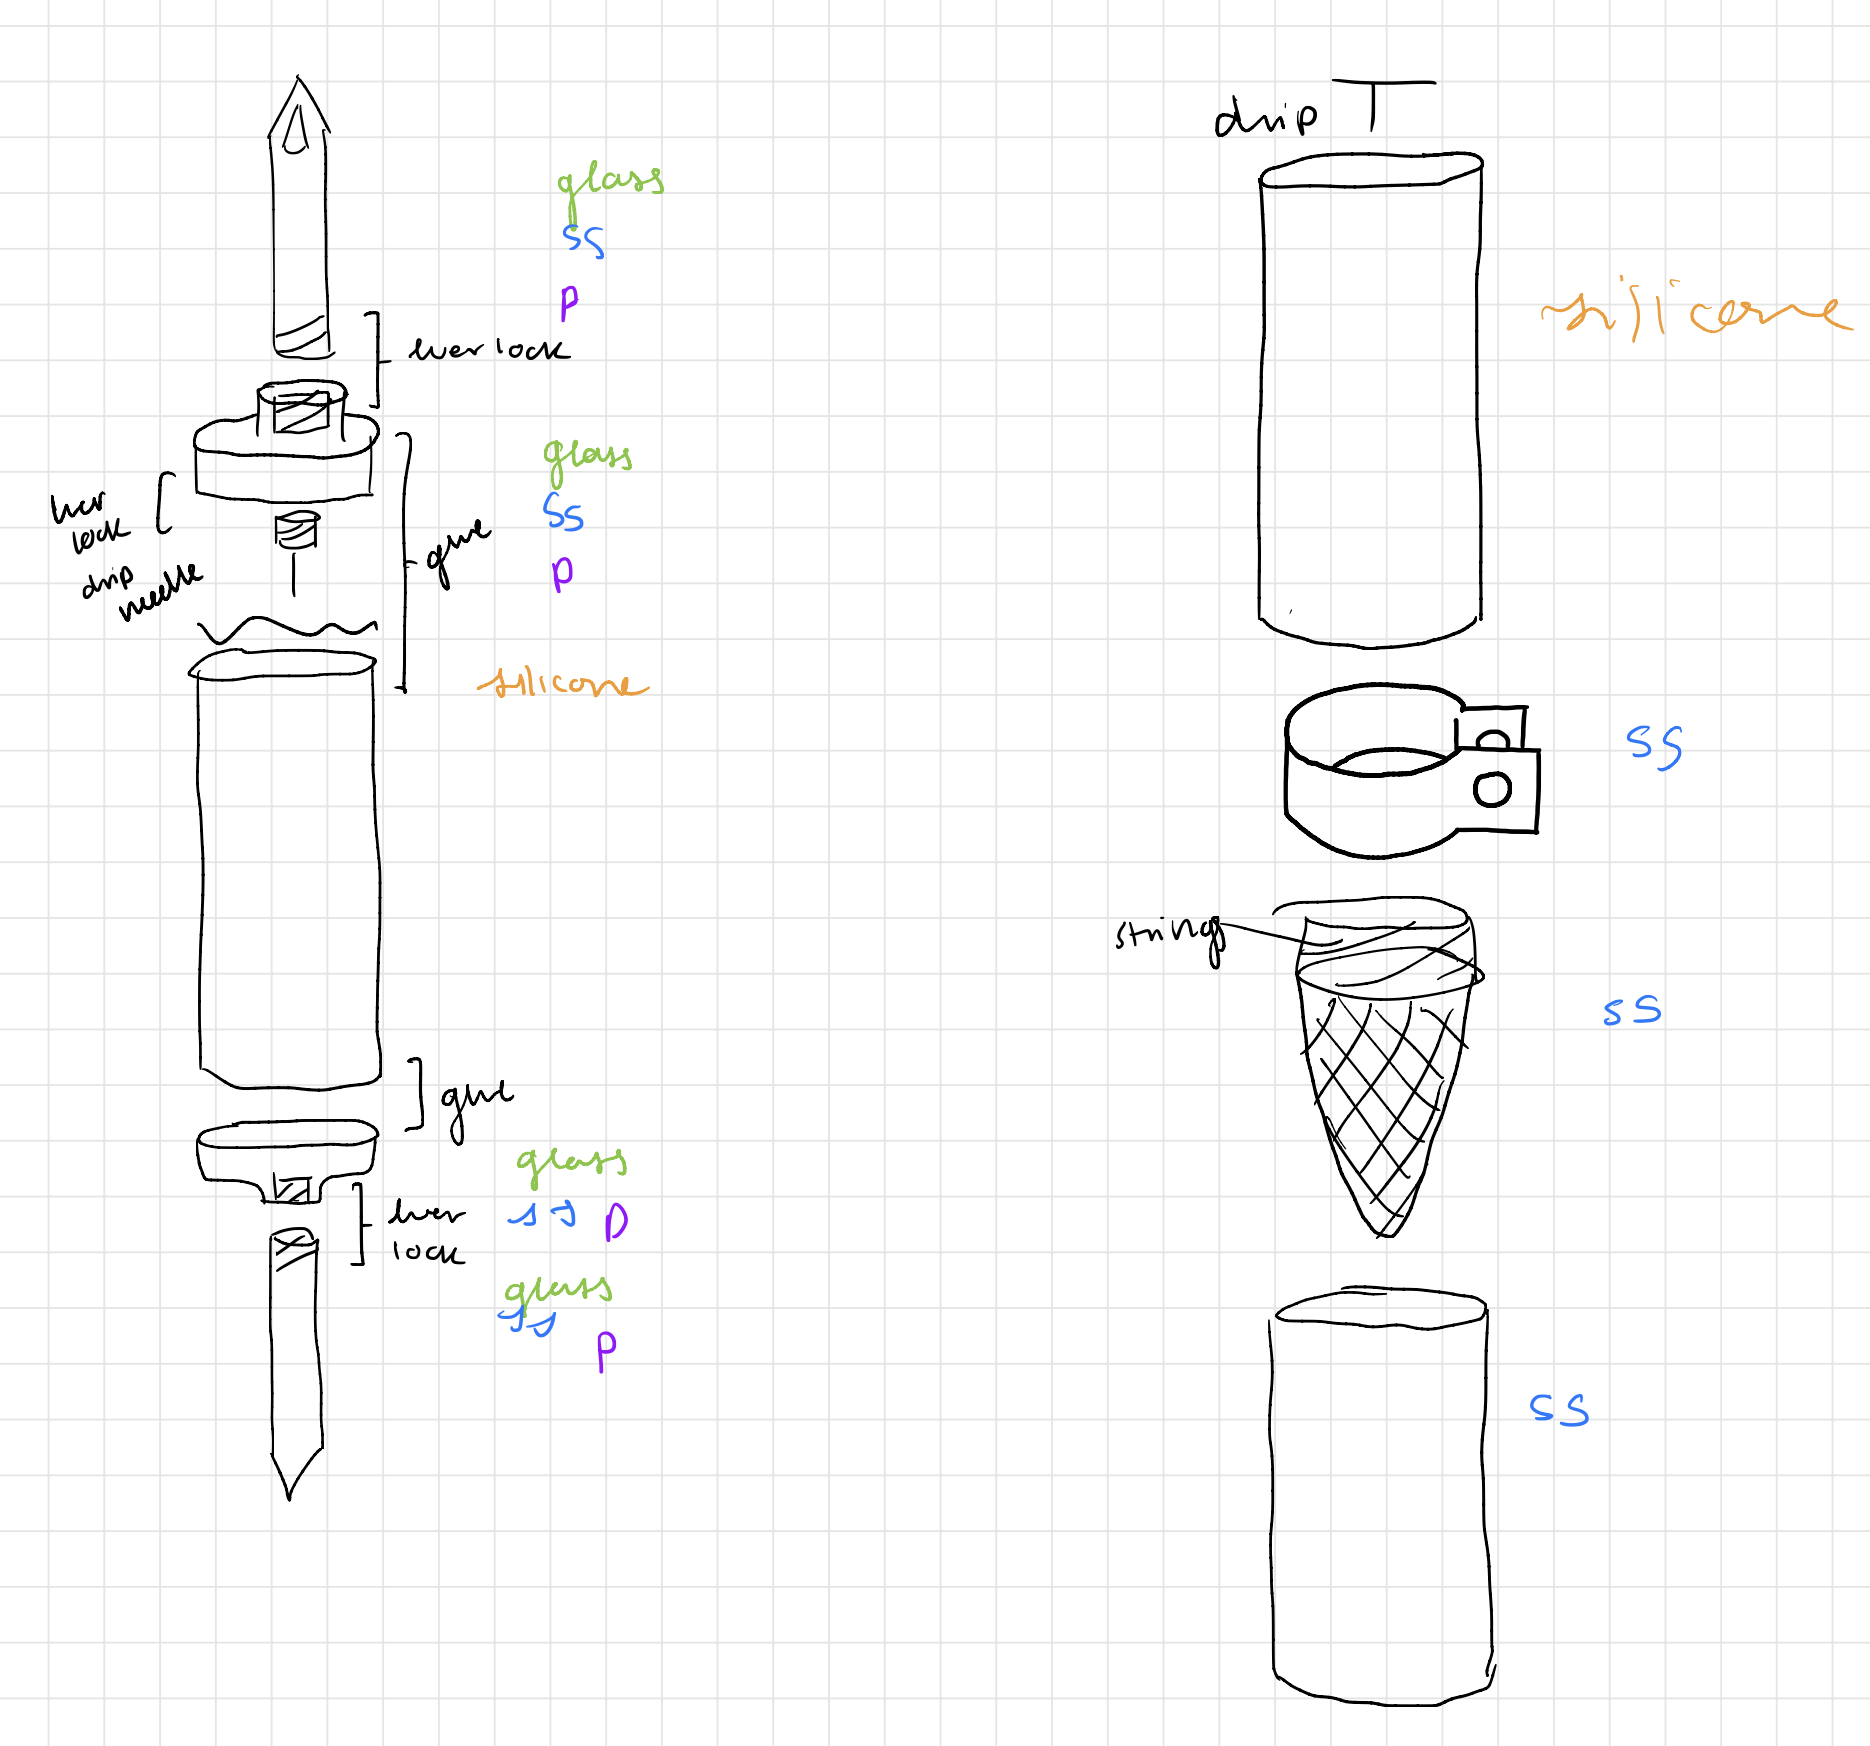 glass
SS
P
luer lock
glass
SS
P
luer
lock
drip
needle
glue
silicone
glue
glass
SS P
luer
lock
glass
SS
P
drip
silicone
SS
string
SS
SS